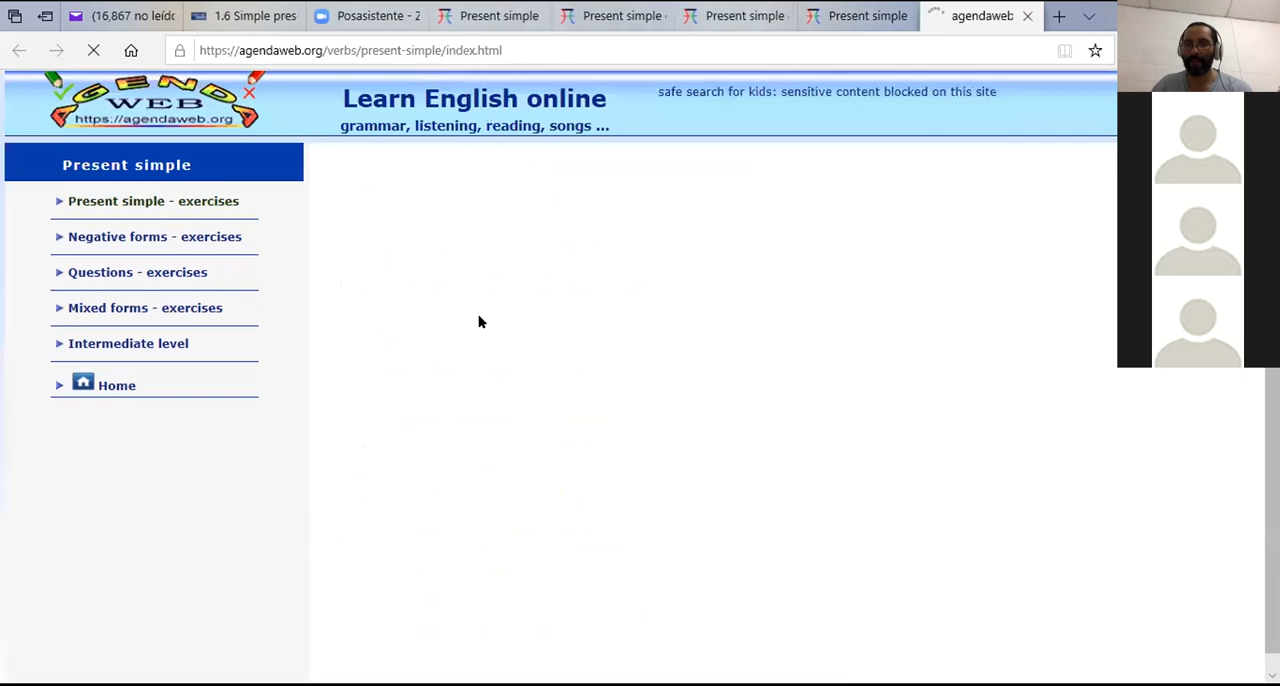 (16,867 no leído
1.6 Simple pres
Posasistente - Z
Present simple
Present simple
Present simple
Present simple
agendaweb
https://agendaweb.org/verbs/present-simple/index.html
AGENDA
WEB
https://agendaweb.org
Learn English online
grammar, listening, reading, songs ...
safe search for kids: sensitive content blocked on this site
Present simple
Present simple - exercises
Negative forms - exercises
Questions - exercises
Mixed forms - exercises
Intermediate level
Home